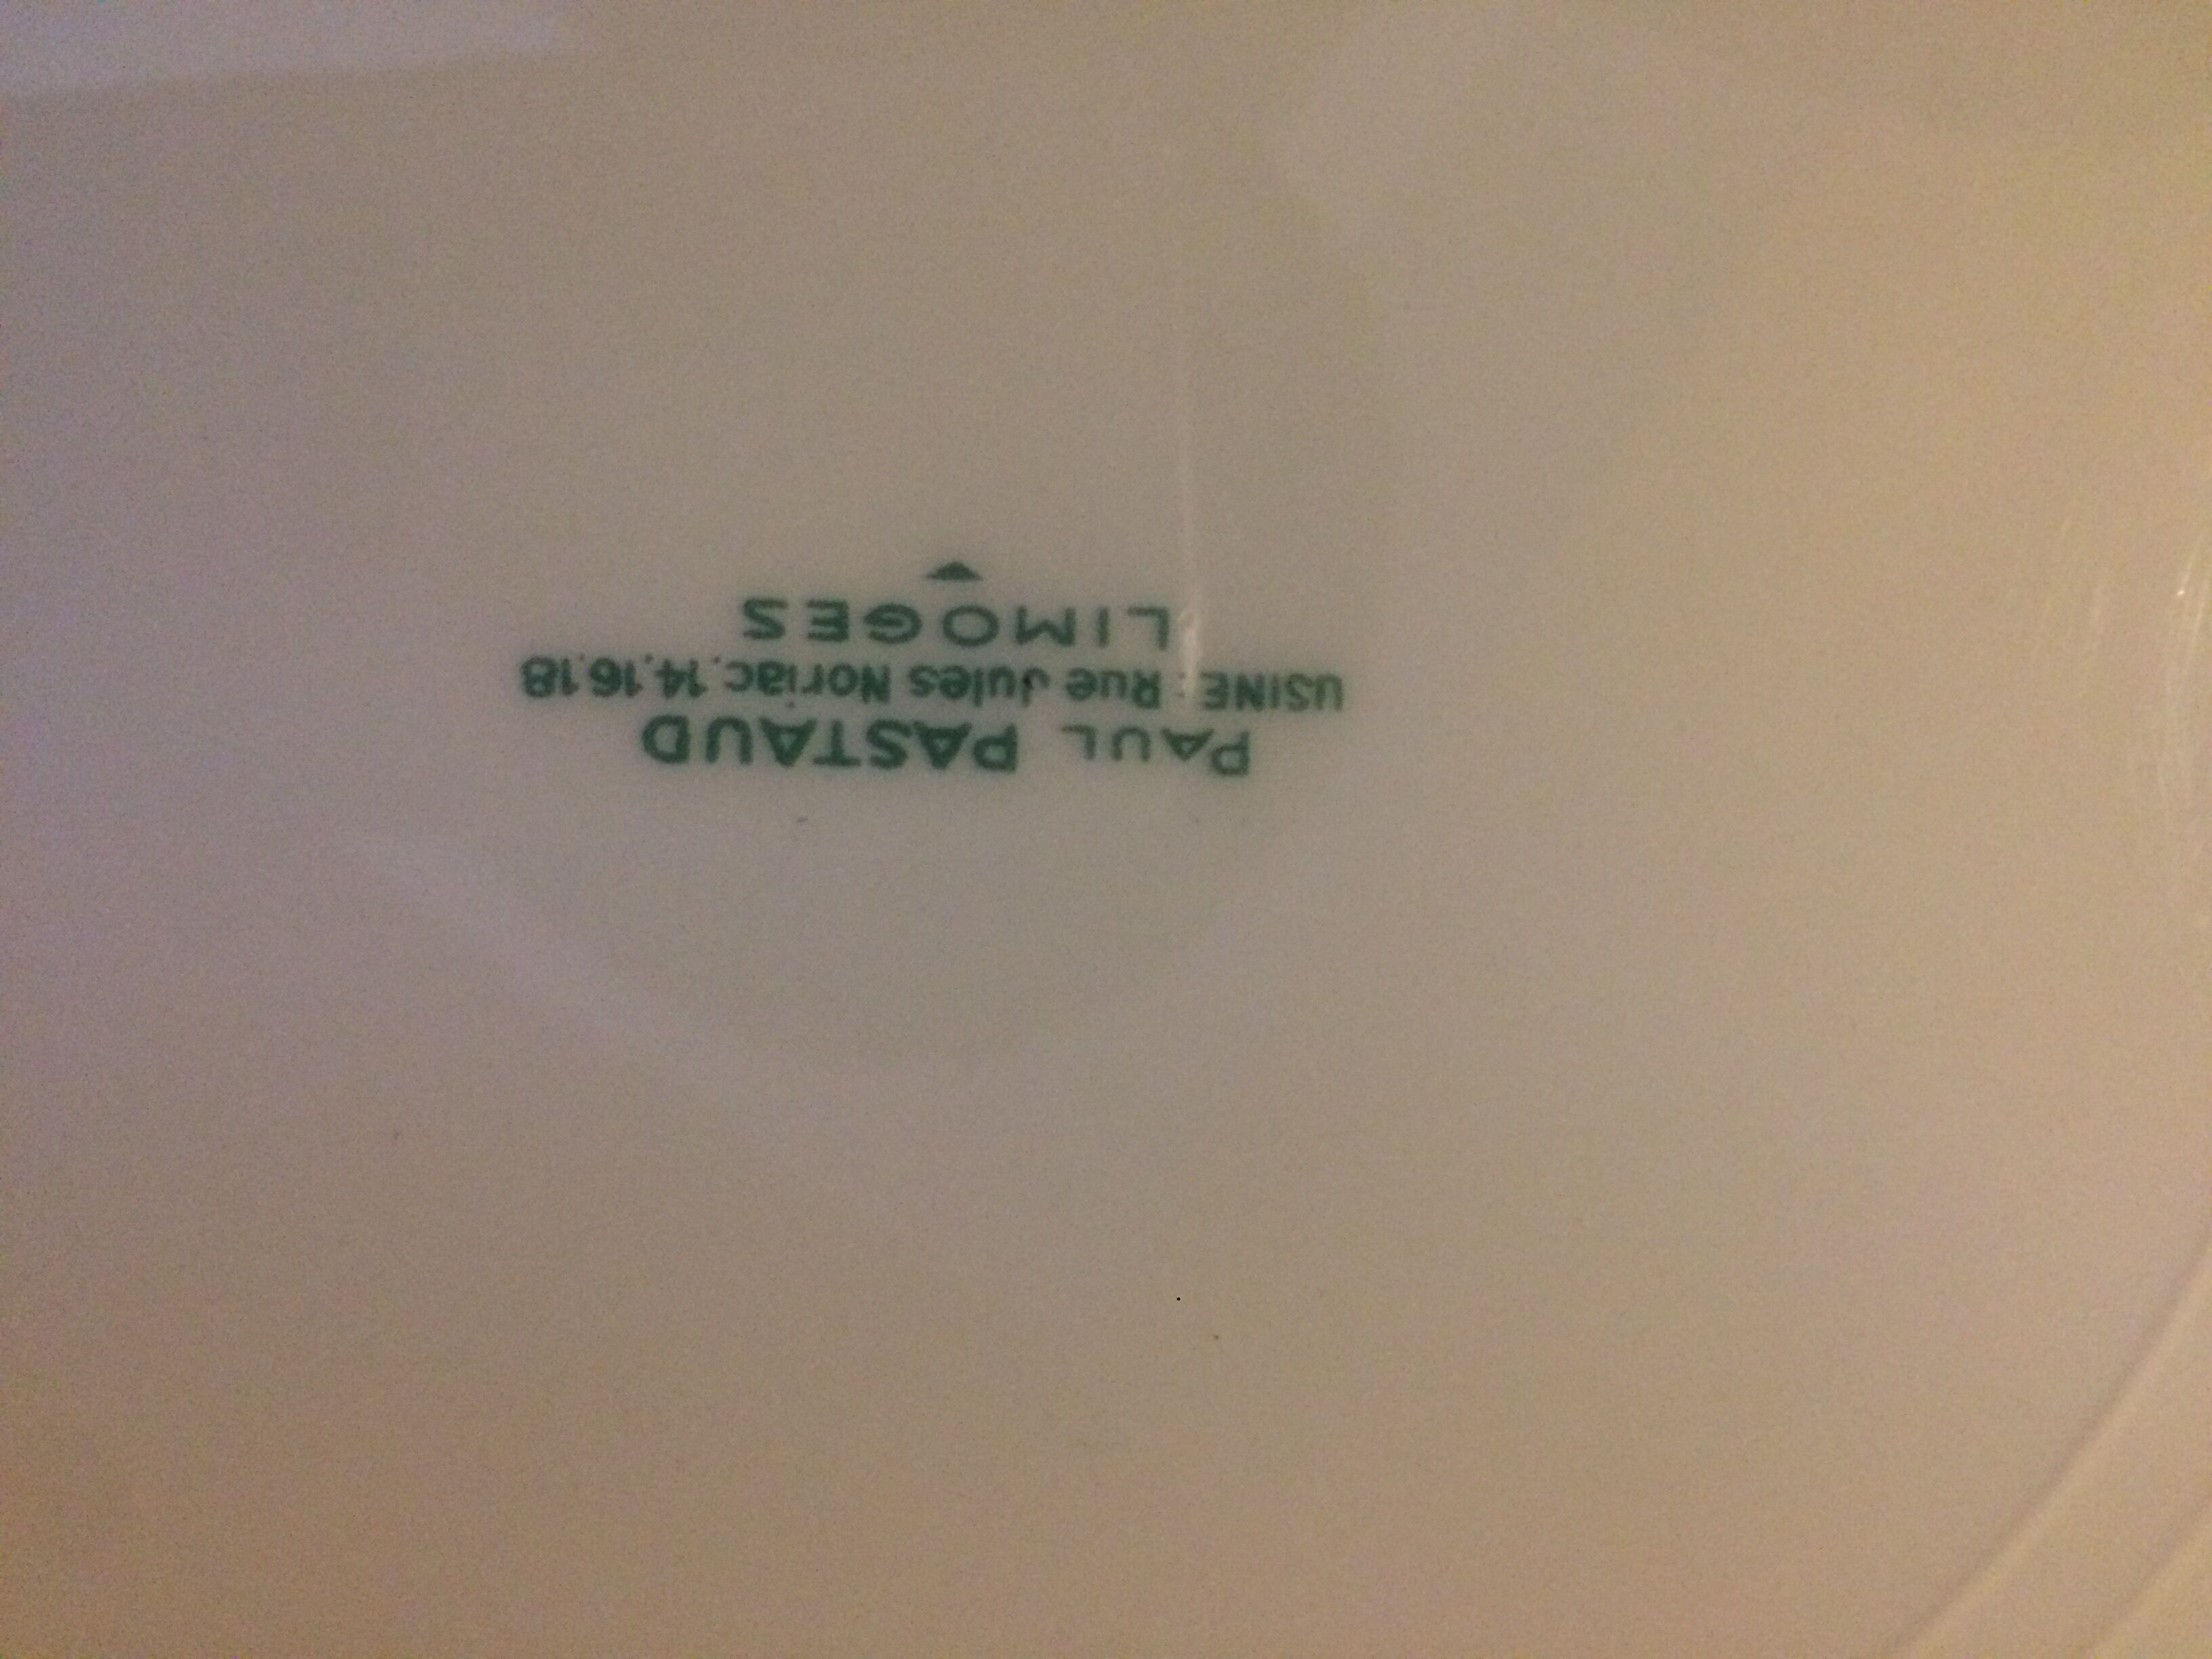 PAUL PASTAUD
USINE: Rue Jules Noriac.14.16.18
LIMOGES